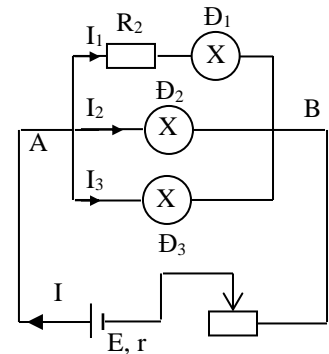 R₂ Đ₁
I₁ X
Đ₂
I₂ X B
A
I₃ X
Đ₃
I
E, r